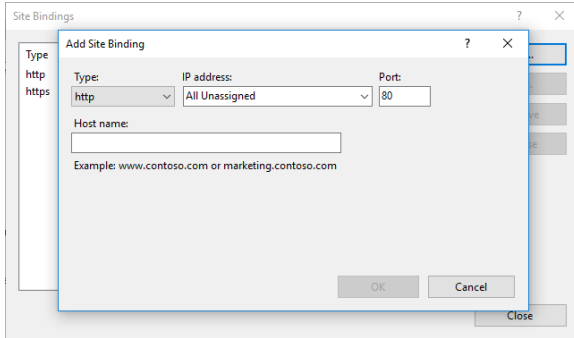 Site Bindings ?
Add Site Binding ?
Type
http
https
Type: IP address: Port:
http All Unassigned 80
Host name:
Example: www.contoso.com or marketing.contoso.com
OK Cancel
Close